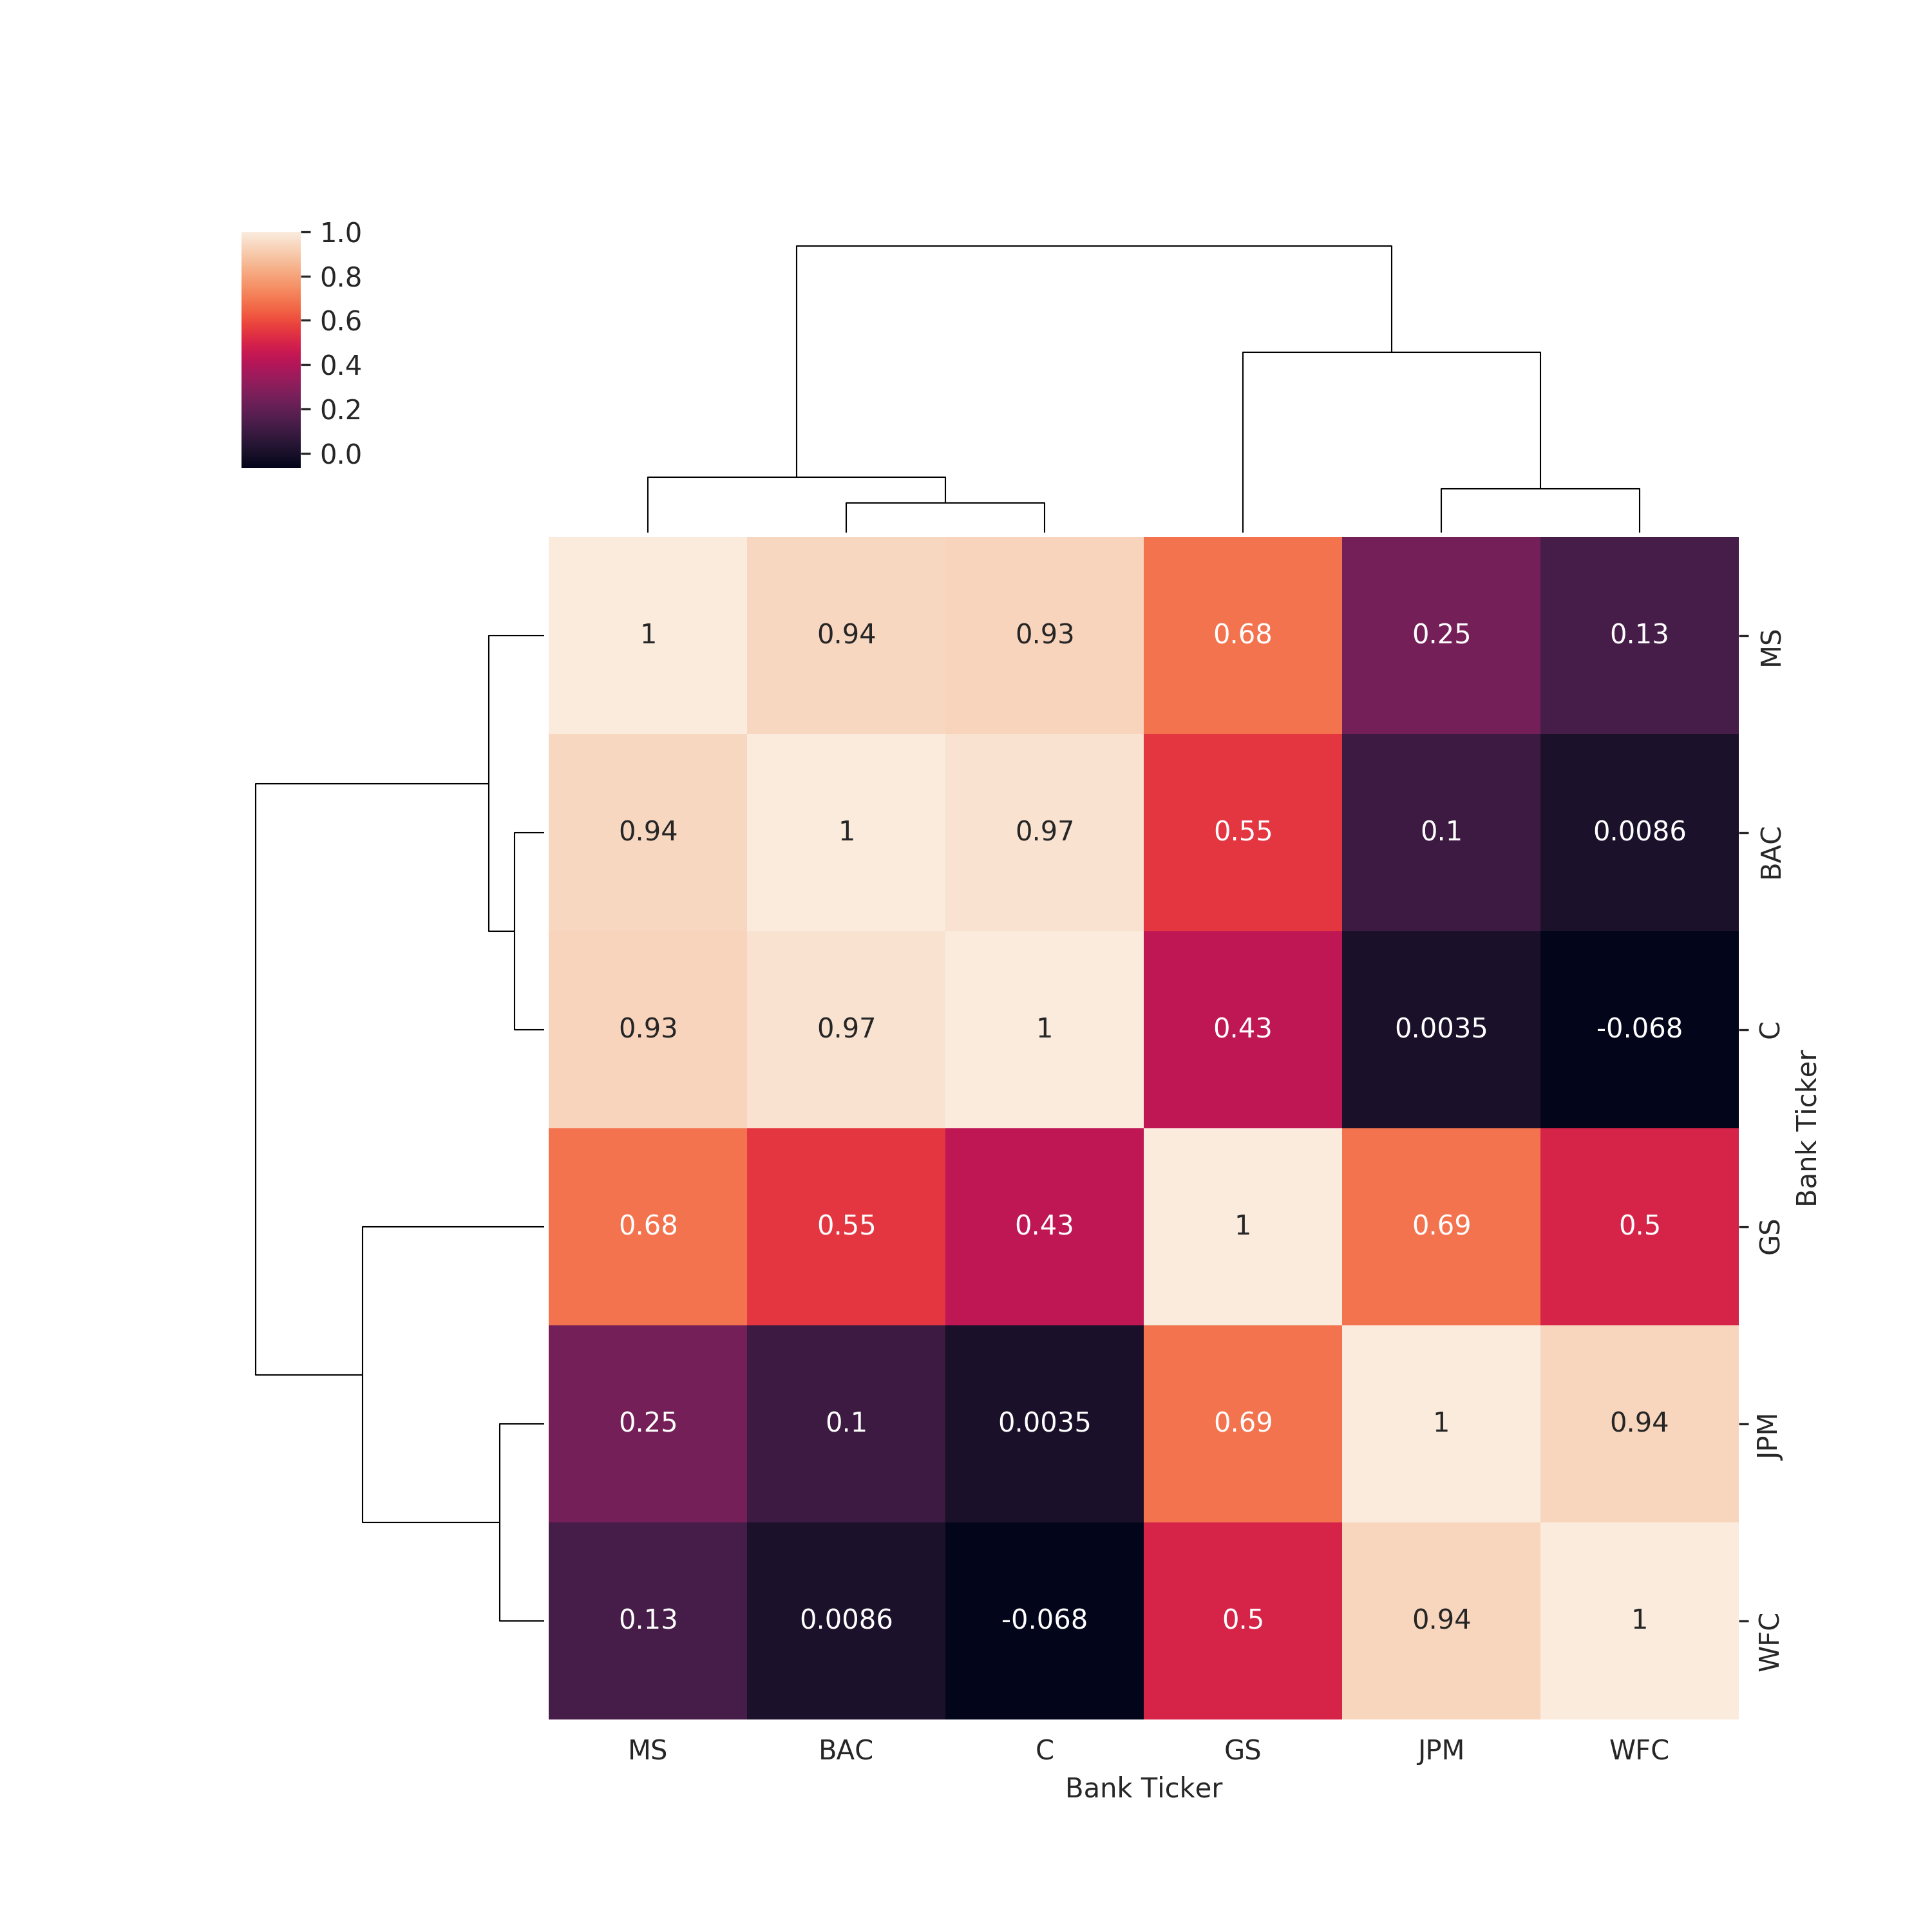 1.0
0.8
0.6
0.4
0.2
0.0
1 0.94 0.93 0.68 0.25 0.13 MS
0.94 1 0.97 0.55 0.1 0.0086 BAC
0.93 0.97 1 0.43 0.0035 -0.068 C
Bank Ticker
0.68 0.55 0.43 1 0.69 0.5 GS
0.25 0.1 0.0035 0.69 1 0.94 JPM
0.13 0.0086 -0.068 0.5 0.94 1 WFC
MS BAC C GS JPM WFC
Bank Ticker